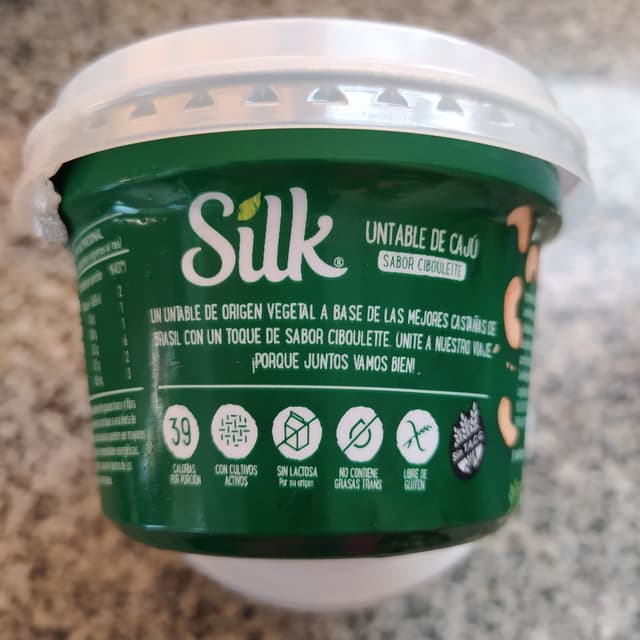 Silk®
UNTABLE DE CAJÚ
SABOR CIBOULETTE
UN UNTABLE DE ORIGEN VEGETAL A BASE DE LAS MEJORES CASTAÑAS DE
BRASIL CON UN TOQUE DE SABOR CIBOULETTE. UNITE A NUESTRO VIAJE
¡PORQUE JUNTOS VAMOS BIEN!
39
CALORÍAS
POR PORCIÓN
CON CULTIVOS
ACTIVOS
SIN LACTOSA
Por su origen
NO CONTIENE
GRASAS TRANS
LIBRE DE
GLUTEN